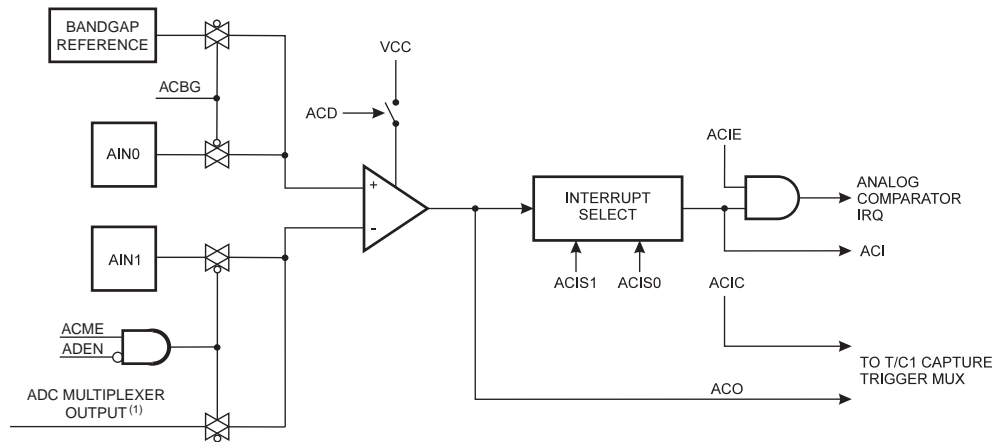 BANDGAP
REFERENCE
ACBG
AIN0
AIN1
ACME
ADEN
ADC MULTIPLEXER
OUTPUT (1)
VCC
ACD
+
-
INTERRUPT
SELECT
ACIS1 ACIS0
ACIE
ANALOG
COMPARATOR
IRQ
ACI
ACIC
TO T/C1 CAPTURE
TRIGGER MUX
ACO